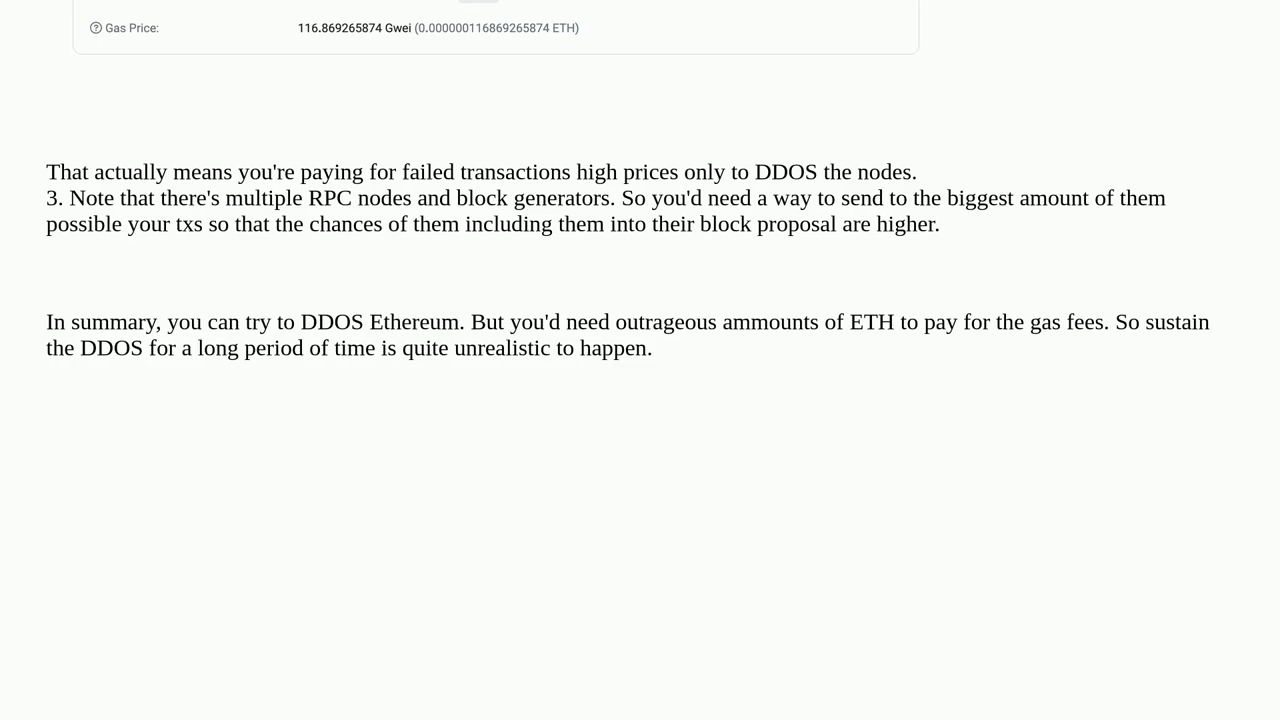 Gas Price: 116.869265874 Gwei (0.000000116869265874 ETH)
That actually means you're paying for failed transactions high prices only to DDOS the nodes.
3. Note that there's multiple RPC nodes and block generators. So you'd need a way to send to the biggest amount of them
possible your txs so that the chances of them including them into their block proposal are higher.
In summary, you can try to DDOS Ethereum. But you'd need outrageous ammounts of ETH to pay for the gas fees. So sustain
the DDOS for a long period of time is quite unrealistic to happen.